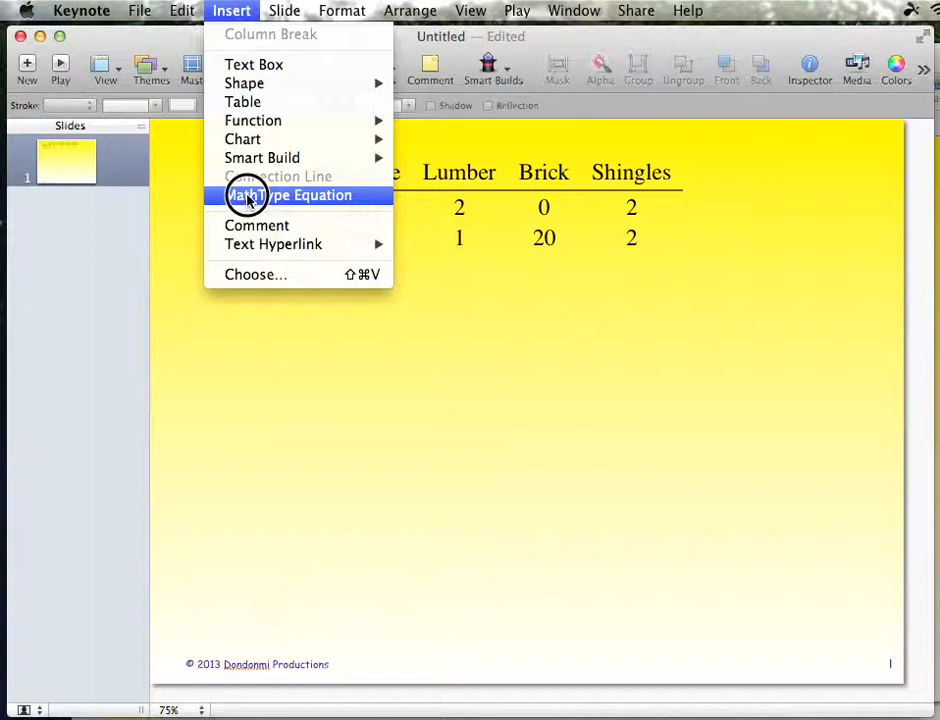 Keynote File Edit Insert Slide Format Arrange View Play Window Share Help
Untitled — Edited
New Play View Themes Comment Smart Builds Mask Alpha Group Ungroup Front Back Inspector Media Colors
Stroke: Shadow Reflection
Column Break
Text Box
Shape
Table
Function
Chart
Smart Build
Connection Line
MathType Equation
Comment
Text Hyperlink
Choose... ⇧⌘V
Slides
1
Lumber Brick Shingles
2 0 2
1 20 2
© 2013 Dondonmi Productions 1
75%